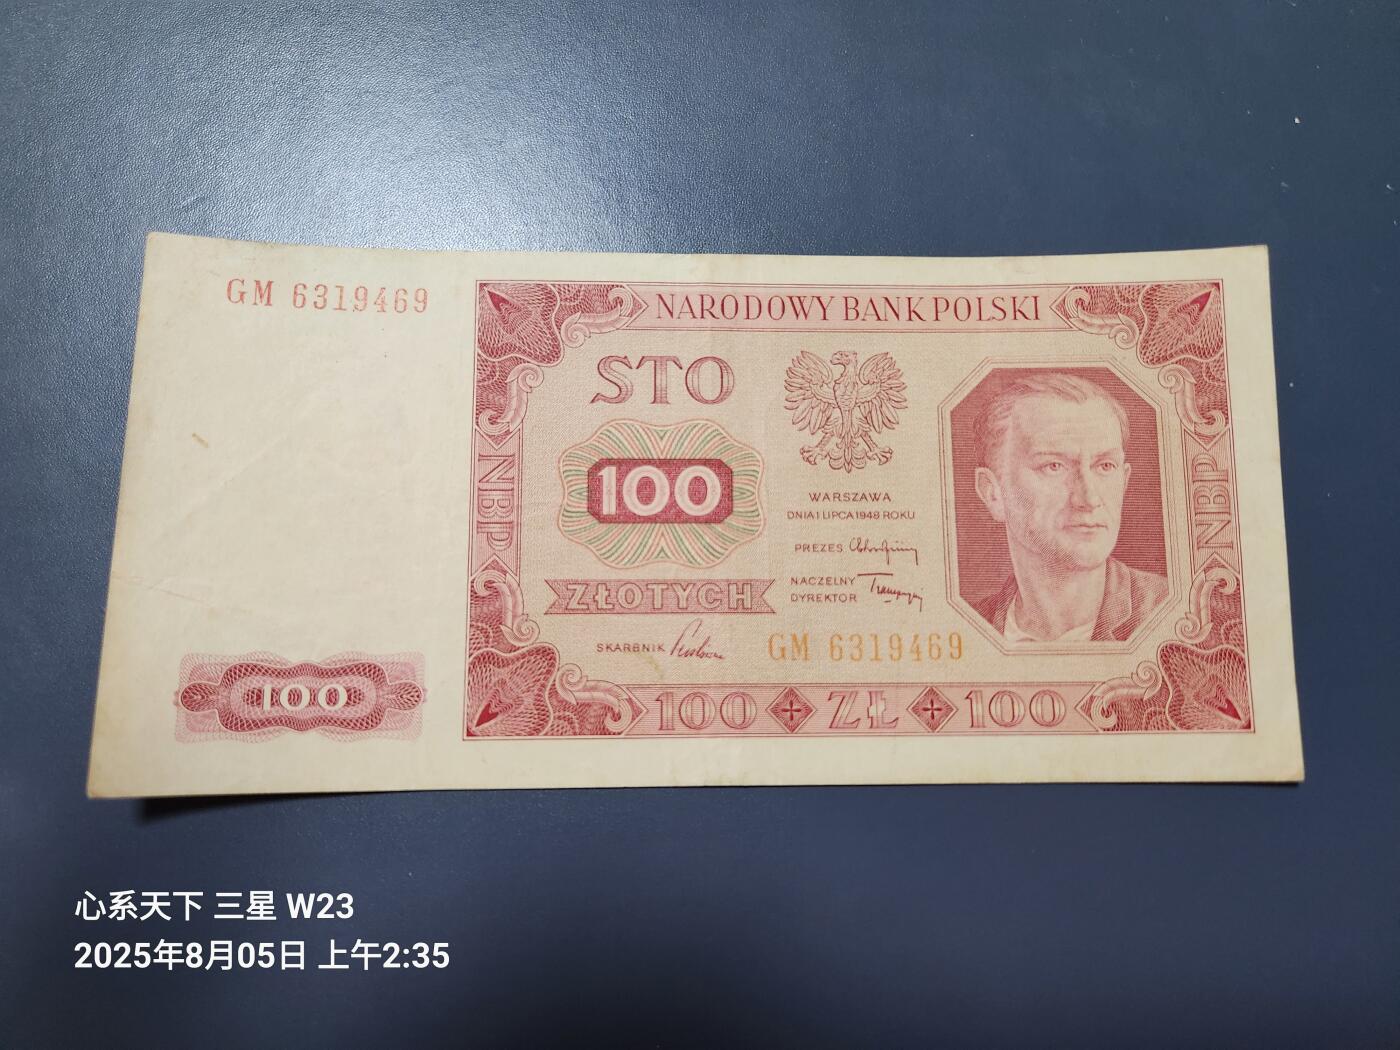 GM 6319469
NARODOWY BANK POLSKI
STO
100
ZŁOTYCH
WARSZAWA
DNIA 1 LIPCA 1948 ROKU
PREZES
NACZELNY
DYREKTOR
SKARBNIK
GM 6319469
NBP
NBP
100
100 ZŁ 100
心系天下 三星 W23
2025年8月05日 上午2:35